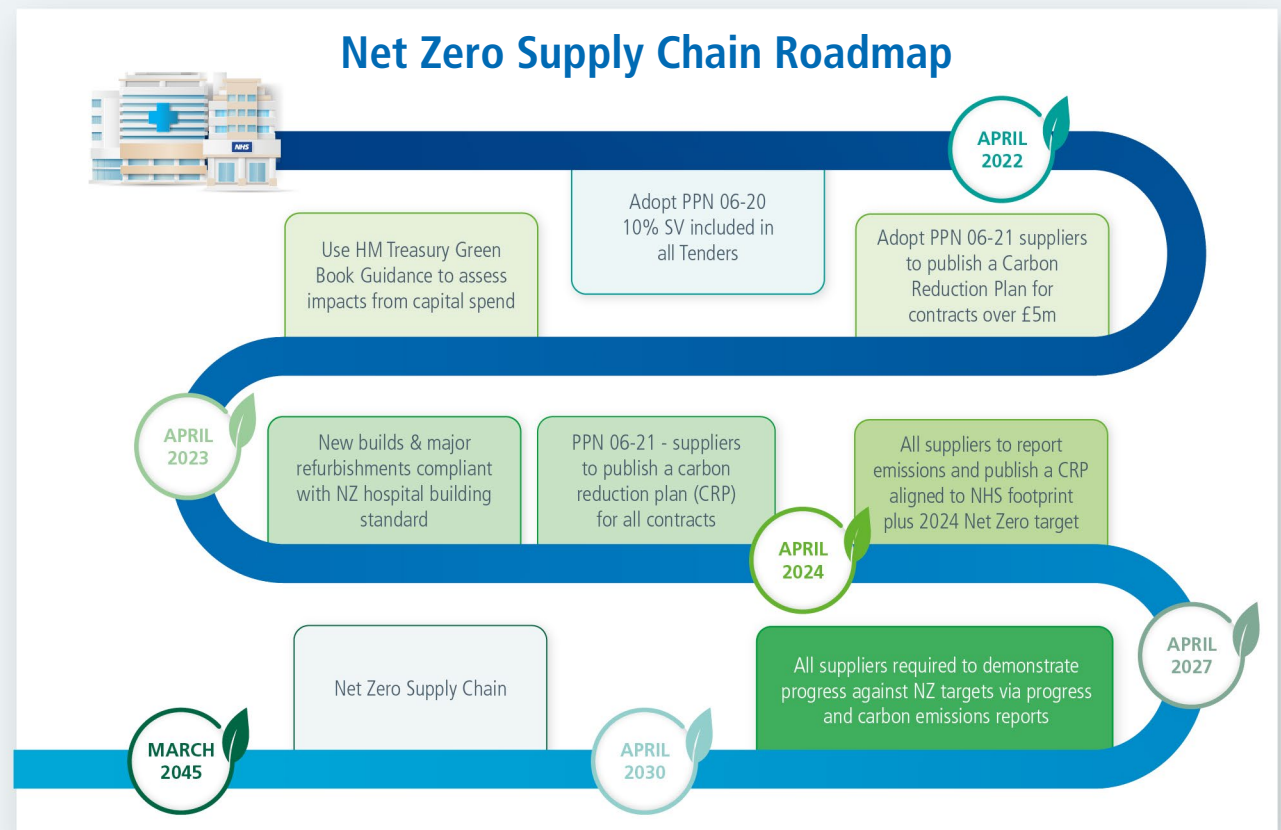 Net Zero Supply Chain Roadmap
NHS
APRIL
2022
Adopt PPN 06-20
10% SV included in
all Tenders
Use HM Treasury Green
Book Guidance to assess
impacts from capital spend
Adopt PPN 06-21 suppliers
to publish a Carbon
Reduction Plan for
contracts over £5m
APRIL
2023
New builds & major
refurbishments compliant
with NZ hospital building
standard
PPN 06-21 - suppliers
to publish a carbon
reduction plan (CRP)
for all contracts
APRIL
2024
All suppliers to report
emissions and publish a CRP
aligned to NHS footprint
plus 2024 Net Zero target
APRIL
2027
All suppliers required to demonstrate
progress against NZ targets via progress
and carbon emissions reports
APRIL
2030
Net Zero Supply Chain
MARCH
2045